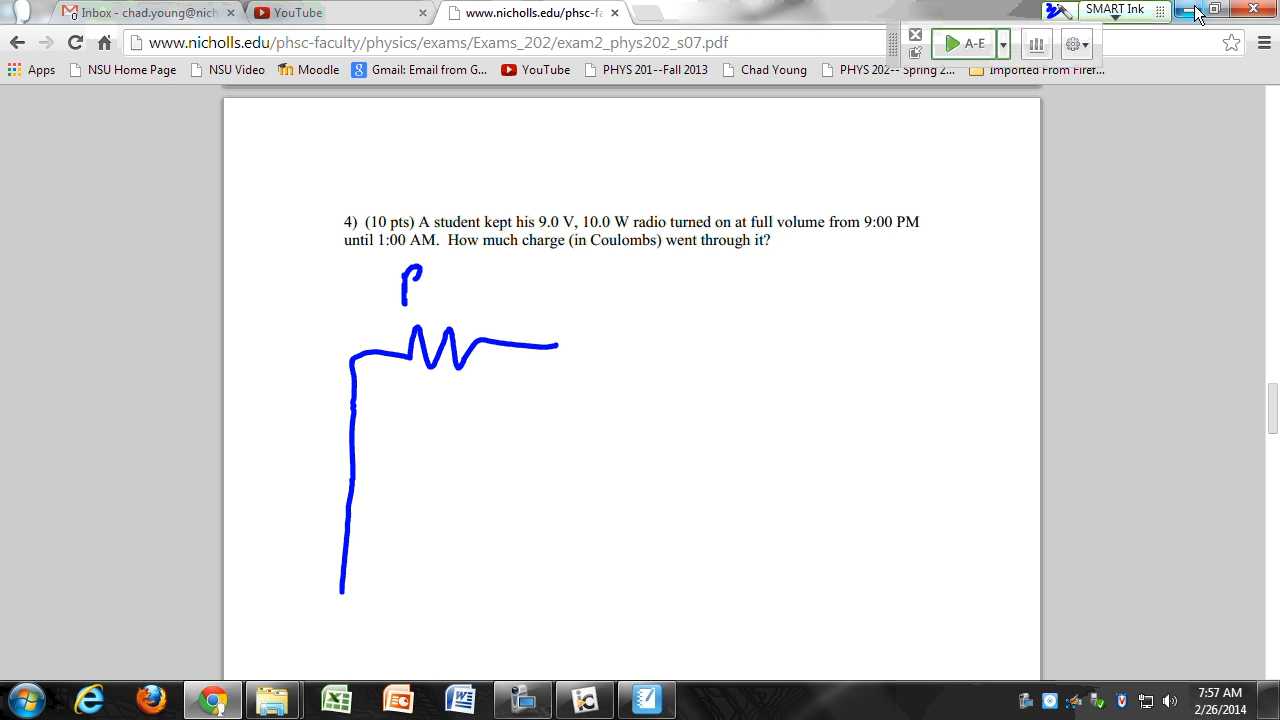 Inbox - chad.young@nich
YouTube
www.nicholls.edu/phsc-fa
SMART Ink
www.nicholls.edu/phsc-faculty/physics/exams/Exams_202/exam2_phys202_s07.pdf
A-E
Apps
NSU Home Page
NSU Video
Moodle
Gmail: Email from G...
YouTube
PHYS 201--Fall 2013
Chad Young
PHYS 202-- Spring 2...
Imported From Firef...
4) (10 pts) A student kept his 9.0 V, 10.0 W radio turned on at full volume from 9:00 PM
until 1:00 AM. How much charge (in Coulombs) went through it?
7:57 AM
2/26/2014